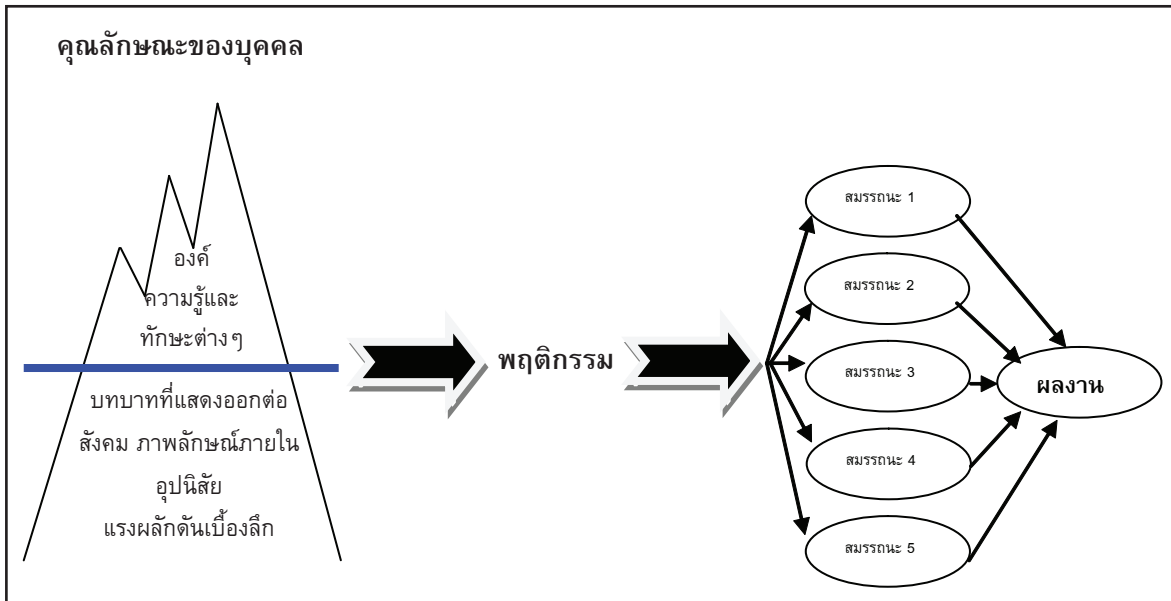 คุณลักษณะของบุคคล
องค์
ความรู้และ
ทักษะต่างๆ
บทบาทที่แสดงออกต่อ
สังคม ภาพลักษณ์ภายใน
อุปนิสัย
แรงผลักดันเบื้องลึก
พฤติกรรม
สมรรถนะ 1
สมรรถนะ 2
สมรรถนะ 3
สมรรถนะ 4
สมรรถนะ 5
ผลงาน